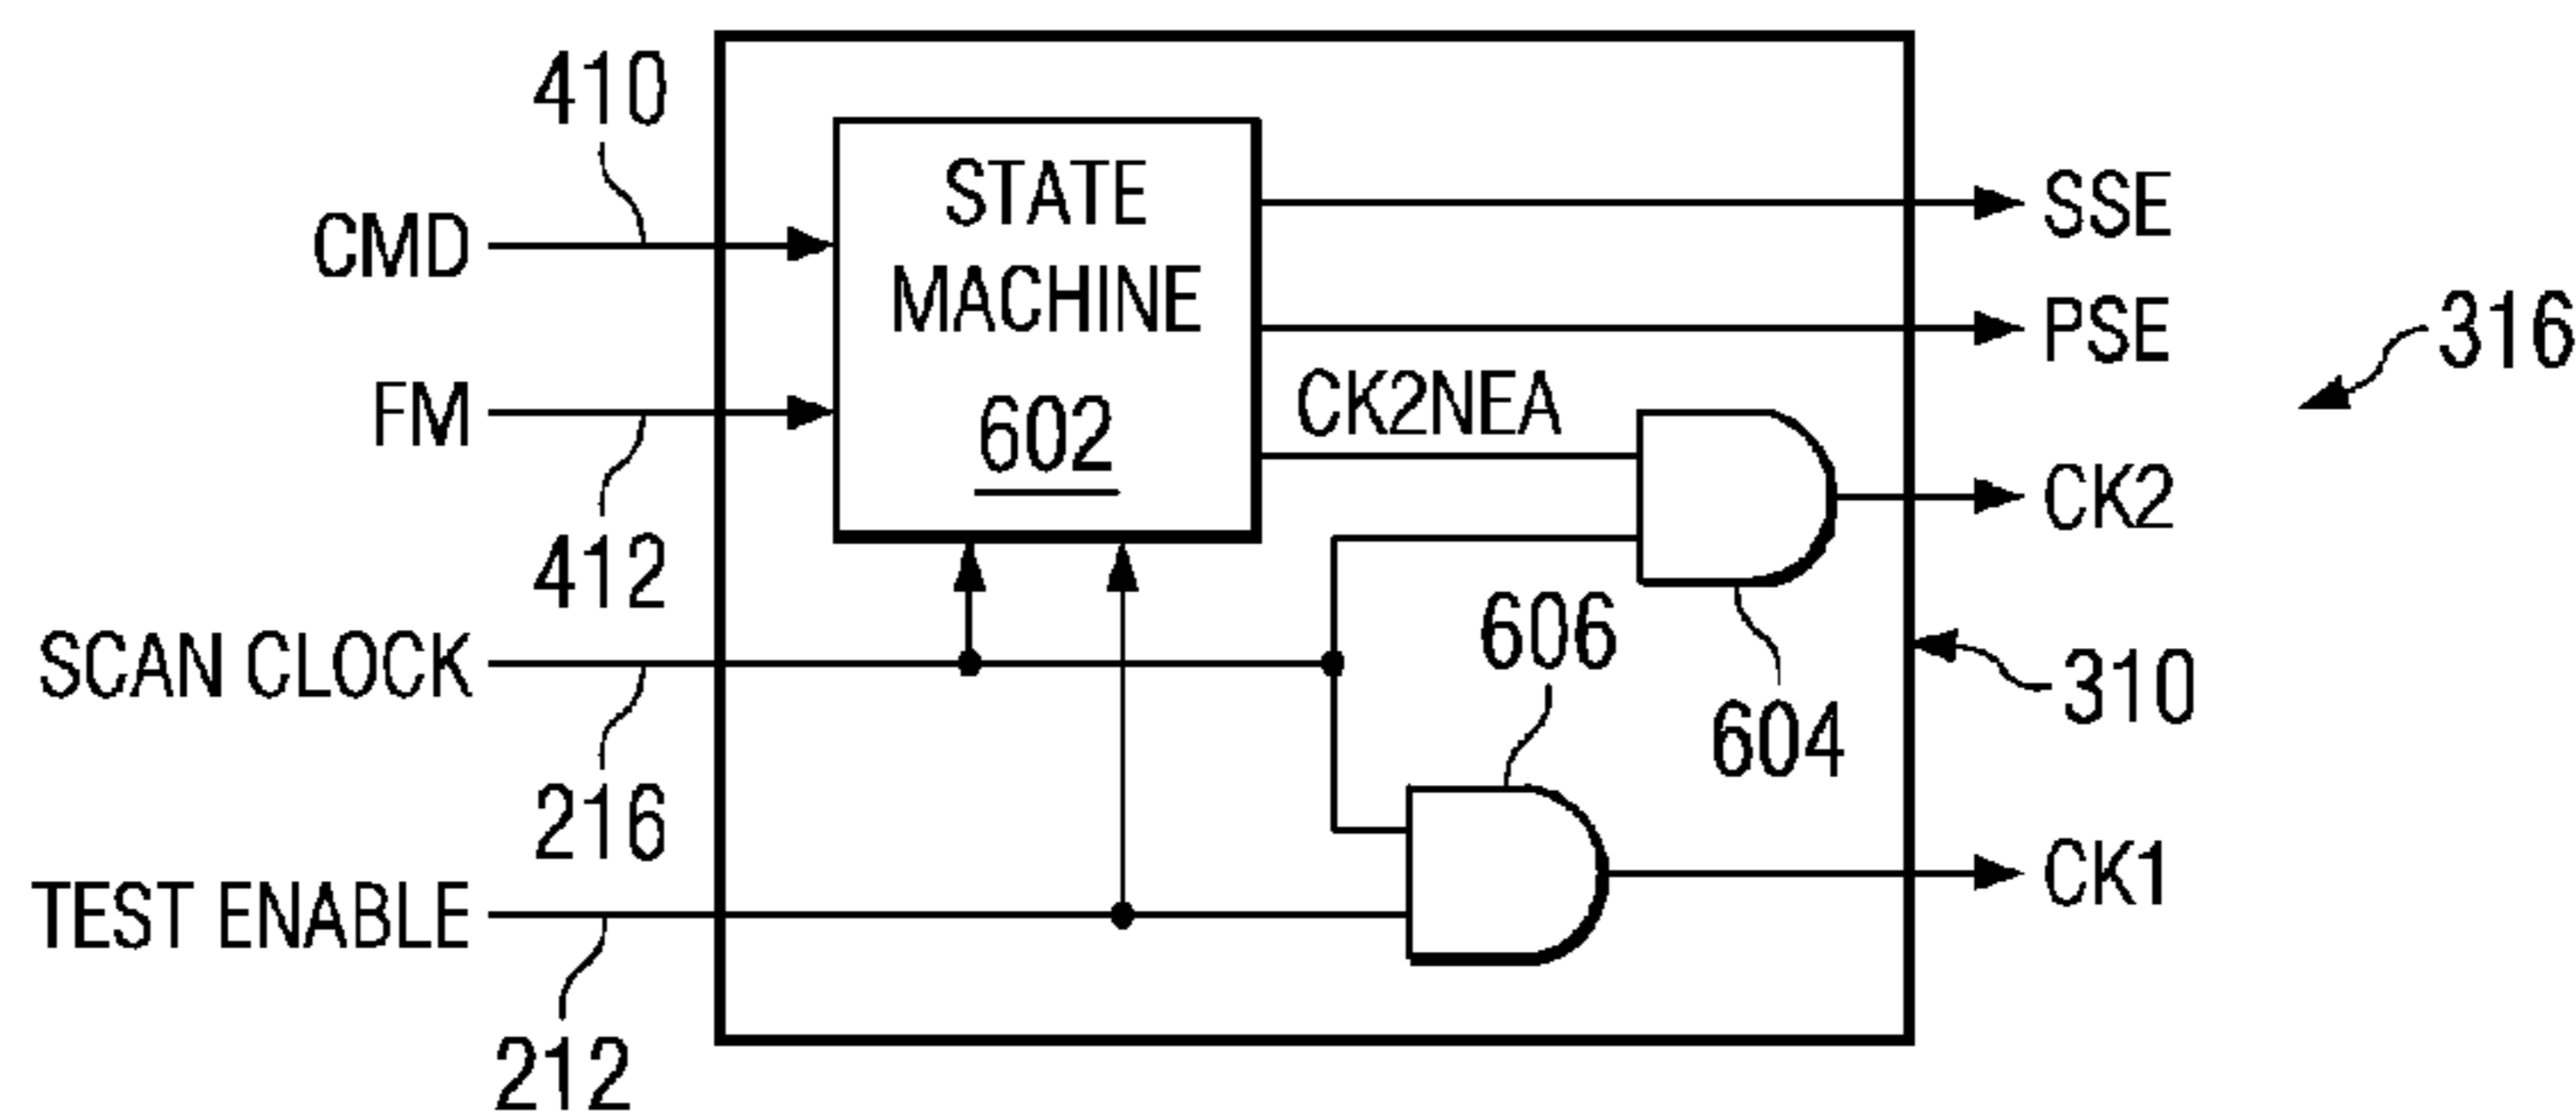 410
CMD
FM
412
SCAN CLOCK
216
TEST ENABLE
212
STATE
MACHINE
602
CK2NEA
606
604
SSE
PSE
CK2
CK1
316
310